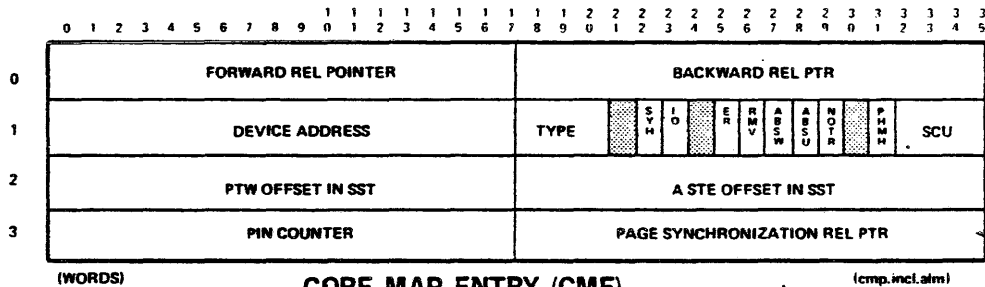 1 1 1 1 1 1 1 1 1 1 2 2 2 2 2 2 2 2 2 2 3 3 3 3 3 3
0 1 2 3 4 5 6 7 8 9 0 1 2 3 4 5 6 7 8 9 0 1 2 3 4 5 6 7 8 9 0 1 2 3 4 5
0 FORWARD REL POINTER BACKWARD REL PTR
1 DEVICE ADDRESS TYPE SYH IO ER RMV ABSW ABSU NOTR PHMH SCU
2 PTW OFFSET IN SST A STE OFFSET IN SST
3 PIN COUNTER PAGE SYNCHRONIZATION REL PTR
(WORDS) CORE MAP ENTRY (CME) (cmp.incl.alm)